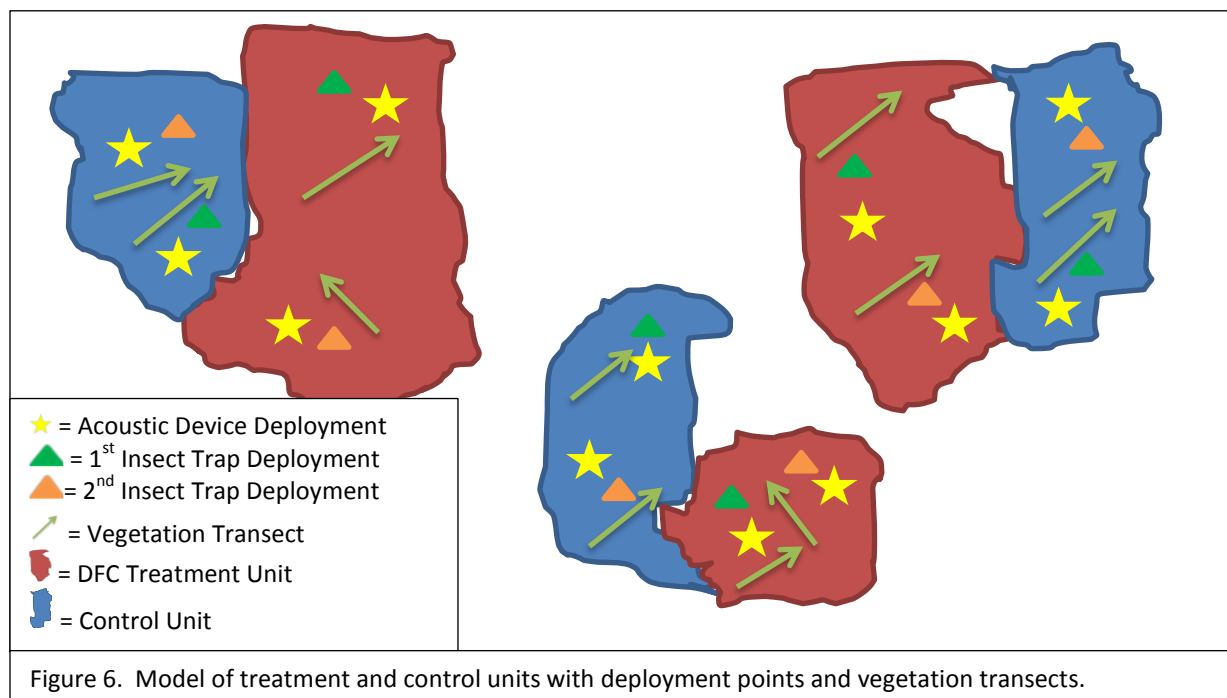 = Acoustic Device Deployment
= 1st Insect Trap Deployment
= 2nd Insect Trap Deployment
= Vegetation Transect
= DFC Treatment Unit
= Control Unit
Figure 6. Model of treatment and control units with deployment points and vegetation transects.